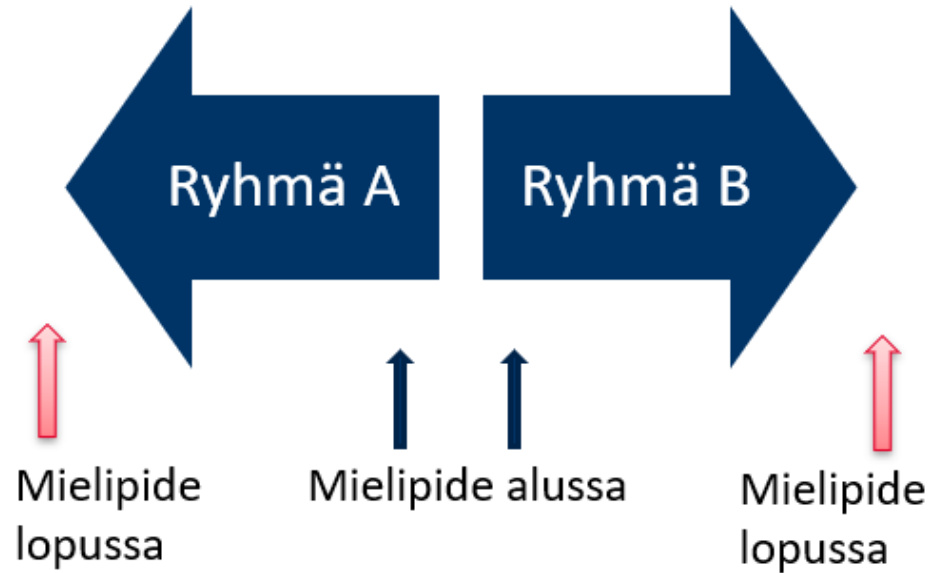 Ryhmä A
Ryhmä B
Mielipide
lopussa
Mielipide alussa
Mielipide
lopussa